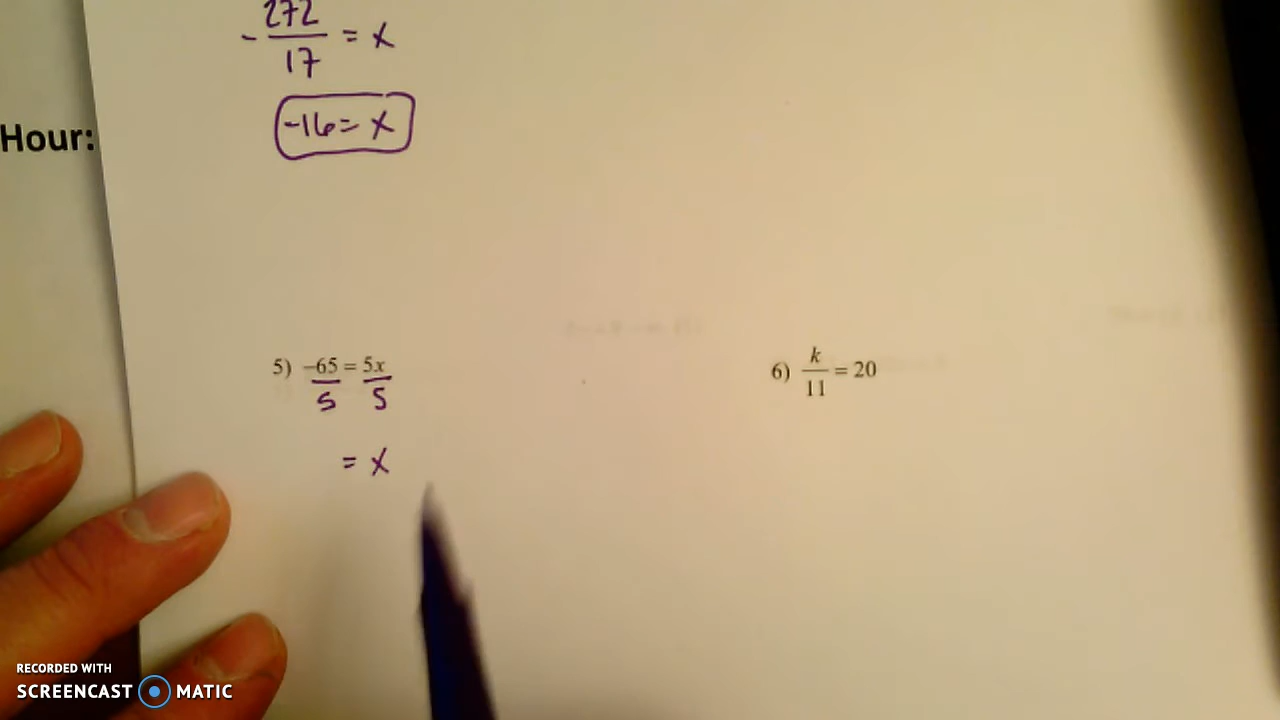 -272/17 = x
-16 = x
Hour:
5) −65 = 5x
5 5
= x
6) k/11 = 20
RECORDED WITH
SCREENCAST MATIC